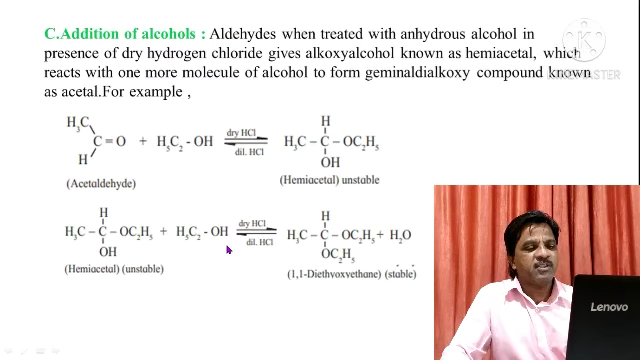 C.Addition of alcohols : Aldehydes when treated with anhydrous alcohol in
presence of dry hydrogen chloride gives alkoxyalcohol known as hemiacetal, which
reacts with one more molecule of alcohol to form geminaldialkoxy compound known
as acetal.For example ,
H₃C
C = O + H₅C₂ - OH dry HCl dil. HCl H₃C – C – OC₂H₅
H
H
OH
(Acetaldehyde) (Hemiacetal) unstable
H H
H₃C – C – OC₂H₅ + H₅C₂ - OH dry HCl dil. HCl H₃C – C – OC₂H₅ + H₂O
OH OC₂H₅
(Hemiacetal) (unstable) (1,1-Diethyoxyethane) (stable)
Lenovo